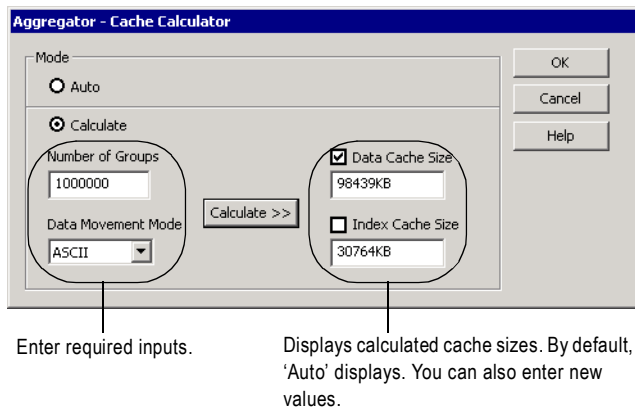 Aggregator - Cache Calculator
Mode
Auto
OK
Cancel
Help
Calculate
Number of Groups
1000000
Data Movement Mode
ASCII
Calculate >>
Data Cache Size
98439KB
Index Cache Size
30764KB
Enter required inputs.
Displays calculated cache sizes. By default,
‘Auto’ displays. You can also enter new
values.